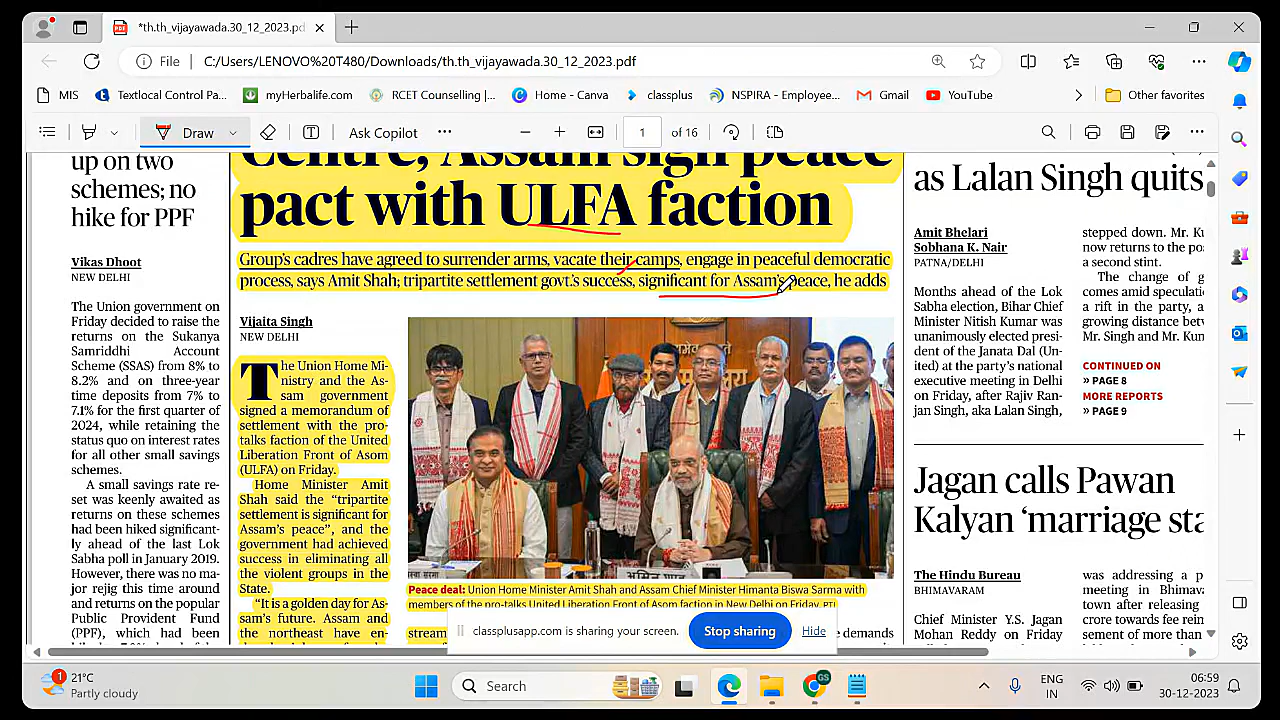 *th.th_vijayawada.30_12_2023.pd
File
C:/Users/LENOVO%20T480/Downloads/th.th_vijayawada.30_12_2023.pdf
MIS
Textlocal Control Pa...
myHerbalife.com
RCET Counselling |...
Home - Canva
classplus
NSPIRA - Employee...
Gmail
YouTube
Other favorites
Draw
Ask Copilot
1
of 16
up on two
schemes; no
hike for PPF
Vikas Dhoot
NEW DELHI
The Union government on
Friday decided to raise the
returns on the Sukanya
Samriddhi Account
Scheme (SSAS) from 8% to
8.2% and on three-year
time deposits from 7% to
7.1% for the first quarter of
2024, while retaining the
status quo on interest rates
for all other small savings
schemes.
A small savings rate re-
set was keenly awaited as
returns on these schemes
had been hiked significant-
ly ahead of the last Lok
Sabha poll in January 2019.
However, there was no ma-
jor rejig this time around
and returns on the popular
Public Provident Fund
(PPF), which had been
Centre, Assam sign peace
pact with ULFA faction
Group's cadres have agreed to surrender arms, vacate their camps, engage in peaceful democratic
process, says Amit Shah; tripartite settlement govt.'s success, significant for Assam's peace, he adds
Vijaita Singh
NEW DELHI
The Union Home Mi-
nistry and the As-
sam government
signed a memorandum of
settlement with the pro-
talks faction of the United
Liberation Front of Asom
(ULFA) on Friday.
Home Minister Amit
Shah said the "tripartite
settlement is significant for
Assam's peace", and the
government had achieved
success in eliminating all
the violent groups in the
State.
"It is a golden day for As-
sam's future. Assam and
the northeast have en-
Peace deal: Union Home Minister Amit Shah and Assam Chief Minister Himanta Biswa Sarma with
members of the pro-talks United Liberation Front of Asom faction in New Delhi on Friday. PTI
stream
demands
as Lalan Singh quits
Amit Bhelari
Sobhana K. Nair
PATNA/DELHI
Months ahead of the Lok
Sabha election, Bihar Chief
Minister Nitish Kumar was
unanimously elected presi-
dent of the Janata Dal (Un-
ited) at the party's national
executive meeting in Delhi
on Friday, after Rajiv Ran-
jan Singh, aka Lalan Singh,
stepped down. Mr. Ku
now returns to the po
a second stint.
The change of g
comes amid speculati
a rift in the party, a
growing distance betw
Mr. Singh and Mr. Kum
CONTINUED ON
» PAGE 8
MORE REPORTS
» PAGE 9
Jagan calls Pawan
Kalyan 'marriage sta
The Hindu Bureau
BHIMAVARAM
Chief Minister Y.S. Jagan
Mohan Reddy on Friday
was addressing a p
meeting in Bhimava
town after releasing
crore towards fee rein
sement of more than
classplusapp.com is sharing your screen.
Stop sharing
Hide
1
21°C
Partly cloudy
Search
GS
ENG
IN
06:59
30-12-2023